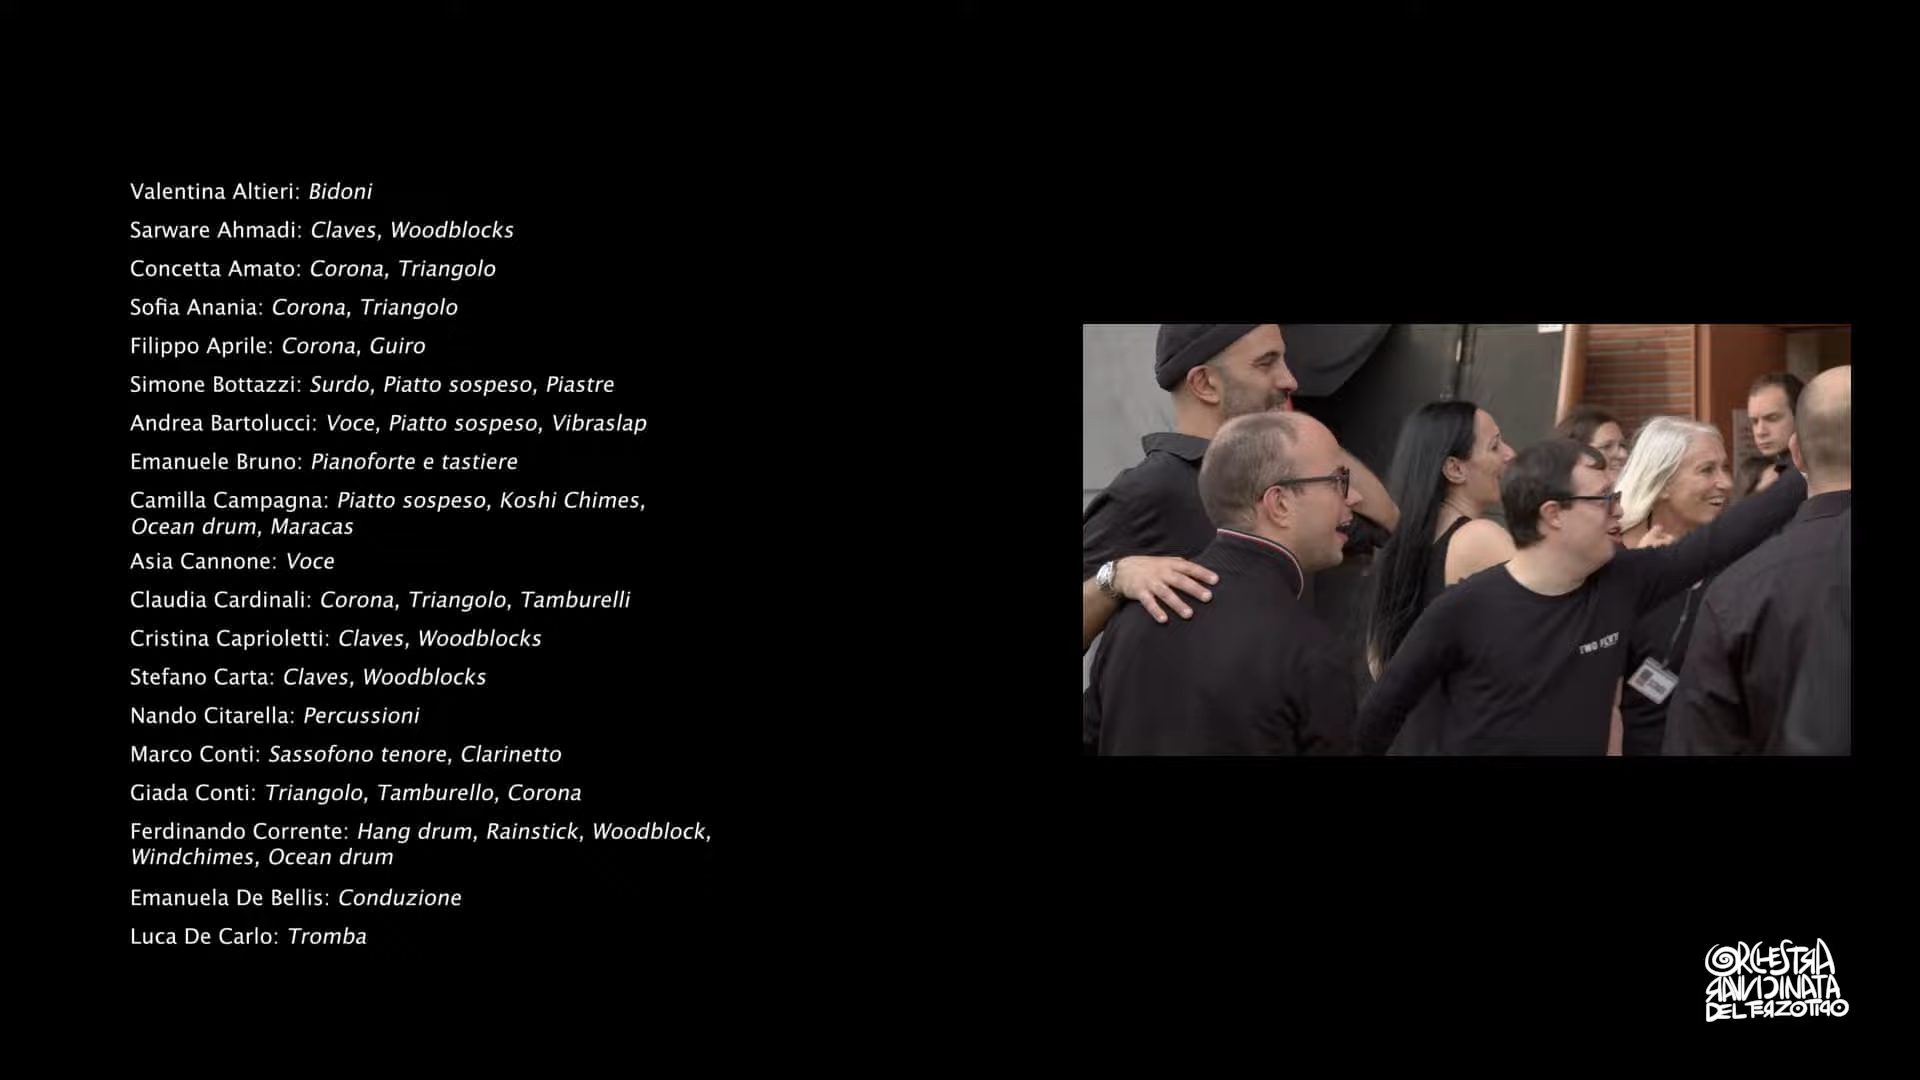 Valentina Altieri: Bidoni
Sarware Ahmadi: Claves, Woodblocks
Concetta Amato: Corona, Triangolo
Sofia Anania: Corona, Triangolo
Filippo Aprile: Corona, Guiro
Simone Bottazzi: Surdo, Piatto sospeso, Piastre
Andrea Bartolucci: Voce, Piatto sospeso, Vibraslap
Emanuele Bruno: Pianoforte e tastiere
Camilla Campagna: Piatto sospeso, Koshi Chimes,
Ocean drum, Maracas
Asia Cannone: Voce
Claudia Cardinali: Corona, Triangolo, Tamburelli
Cristina Caprioletti: Claves, Woodblocks
Stefano Carta: Claves, Woodblocks
Nando Citarella: Percussioni
Marco Conti: Sassofono tenore, Clarinetto
Giada Conti: Triangolo, Tamburello, Corona
Ferdinando Corrente: Hang drum, Rainstick, Woodblock,
Windchimes, Ocean drum
Emanuela De Bellis: Conduzione
Luca De Carlo: Tromba
TWO
ORCHESTRA
RAVVICINATA
DEL TERZO TIPO